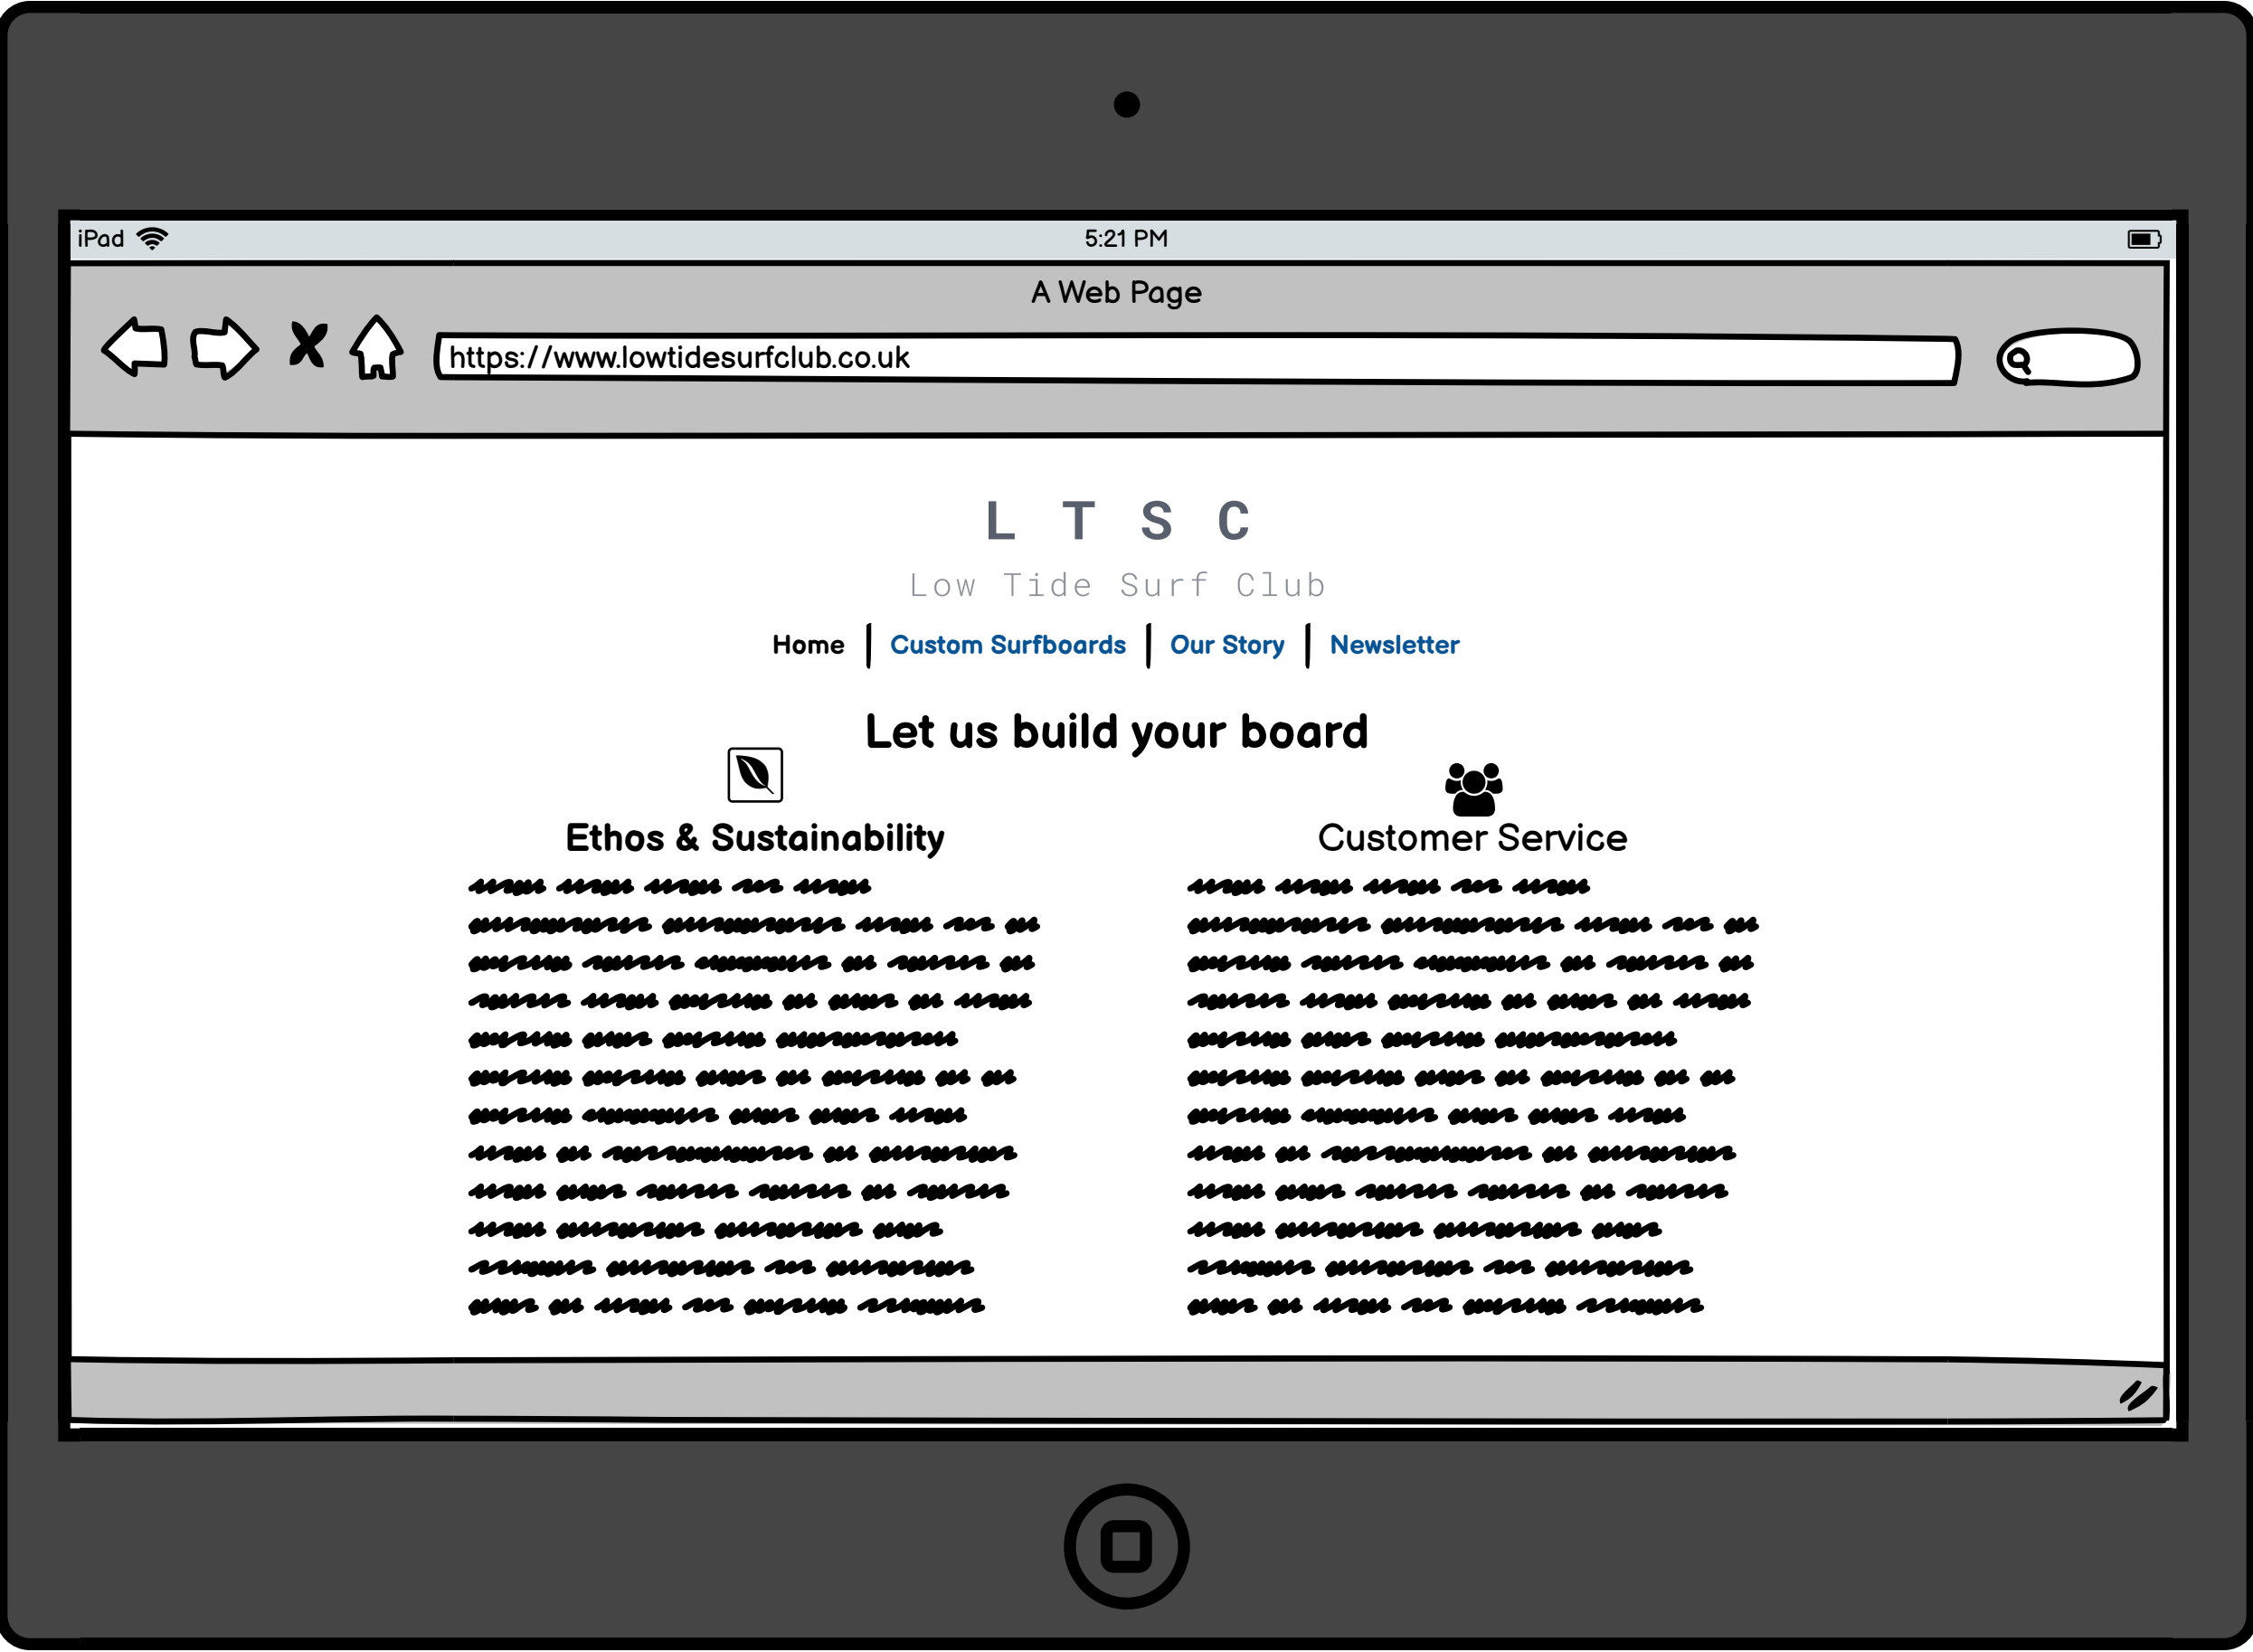 iPad 5:21 PM
A Web Page
https://www.lowtidesurfclub.co.uk
L T S C
Low Tide Surf Club
Home | Custom Surfboards | Our Story | Newsletter
Let us build your board
Ethos & Sustainability
Customer Service